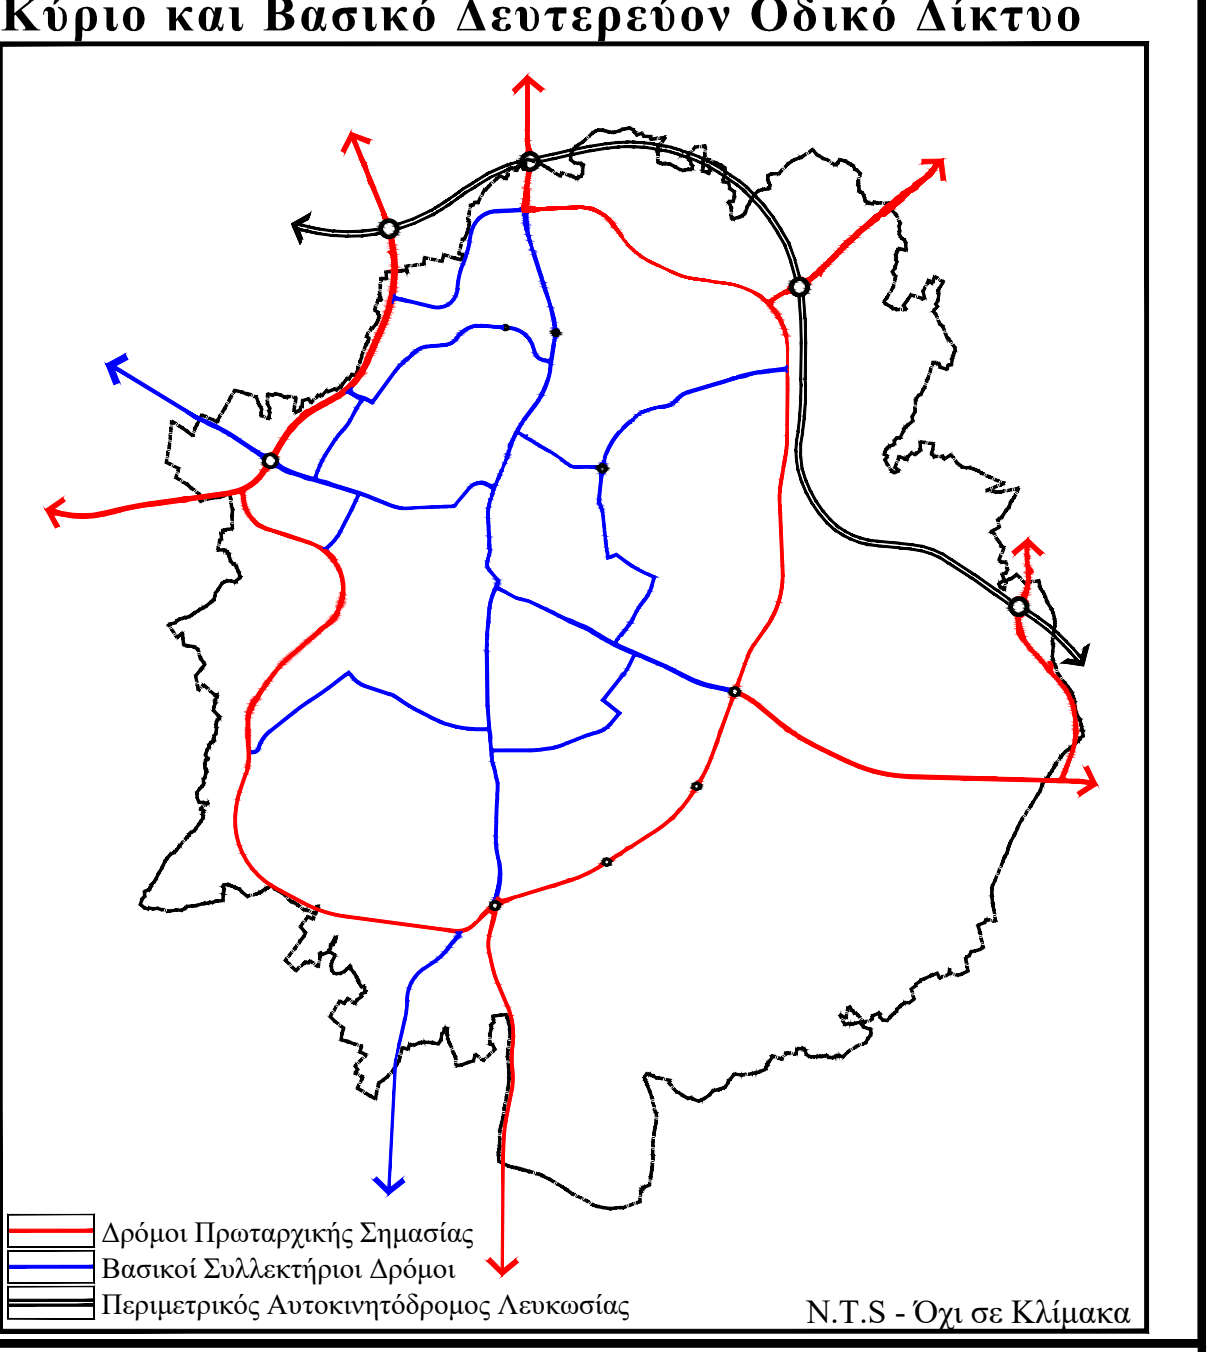 Κύριο και Βασικό Δευτερεύον Οδικό Δίκτυο
Δρόμοι Πρωταρχικής Σημασίας
Βασικοί Συλλεκτήριοι Δρόμοι
Περιμετρικός Αυτοκινητόδρομος Λευκωσίας
N.T.S - Όχι σε Κλίμακα